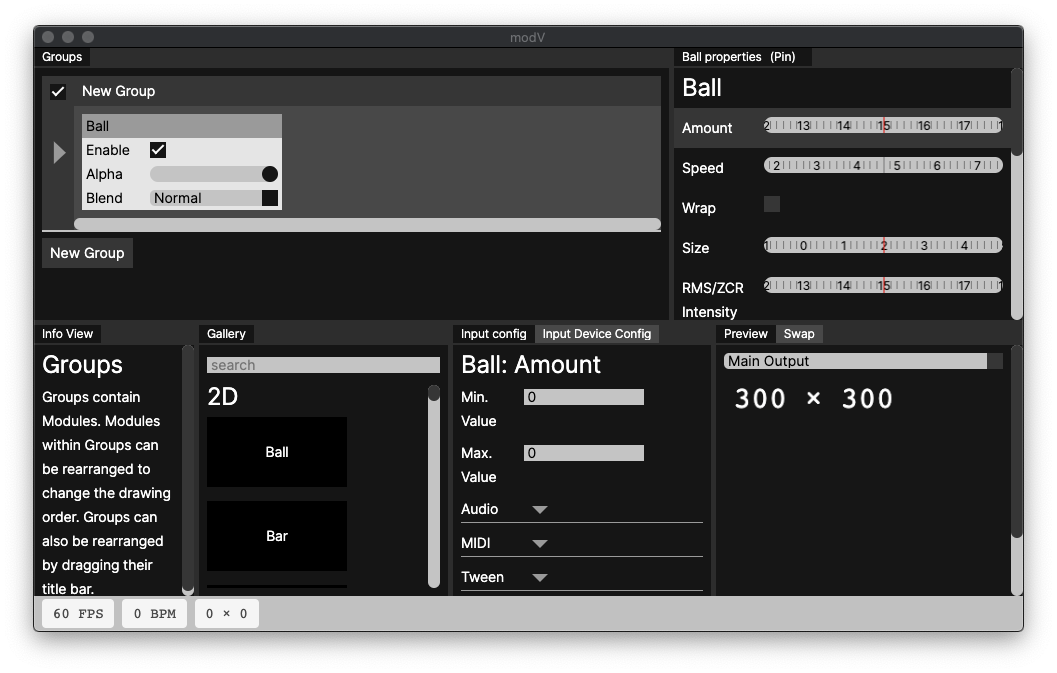 modV
Groups
New Group
Ball
Enable
Alpha
Blend Normal
New Group
Ball properties (Pin)
Ball
Amount 13 14 15 16 17
Speed 2 3 4 5 6 7
Wrap
Size 0 1 2 3 4
RMS/ZCR 13 14 15 16 17
Intensity
Info View
Groups
Groups contain
Modules. Modules
within Groups can
be rearranged to
change the drawing
order. Groups can
also be rearranged
by dragging their
title bar.
Gallery
search
2D
Ball
Bar
Input config Input Device Config
Ball: Amount
Min. 0
Value
Max. 0
Value
Audio
MIDI
Tween
Preview Swap
Main Output
300 × 300
60 FPS 0 BPM 0 × 0